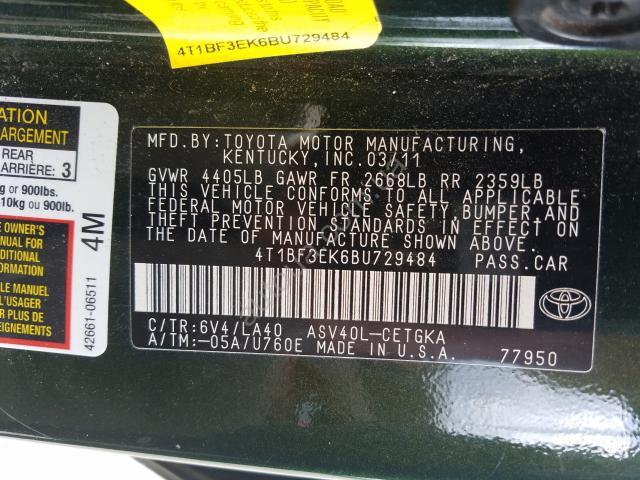 4T1BF3EK6BU729484
MFD.BY:TOYOTA MOTOR MANUFACTURING,
KENTUCKY,INC.03/11
GVWR 4405LB GAWR FR 2668LB RR 2359LB
THIS VEHICLE CONFORMS TO ALL APPLICABLE
FEDERAL MOTOR VEHICLE SAFETY,BUMPER,AND
THEFT PREVENTION STANDARDS IN EFFECT ON
THE DATE OF MANUFACTURE SHOWN ABOVE.
4T1BF3EK6BU729484 PASS.CAR
C/TR:6V4/LA40 ASV40L-CETGKA
A/TM:-05A/U760E MADE IN U.S.A. 77950
TOYOTA
ATION
ARGEMENT
REAR
ARRIÈRE: 3
g or 900lbs.
10kg ou 900lb.
E OWNER'S
AL FOR
DITIONAL
RMATION
LE MANUEL
L'USAGER
R PLUS DE
EIGNEMENTS
42661-06511
4M